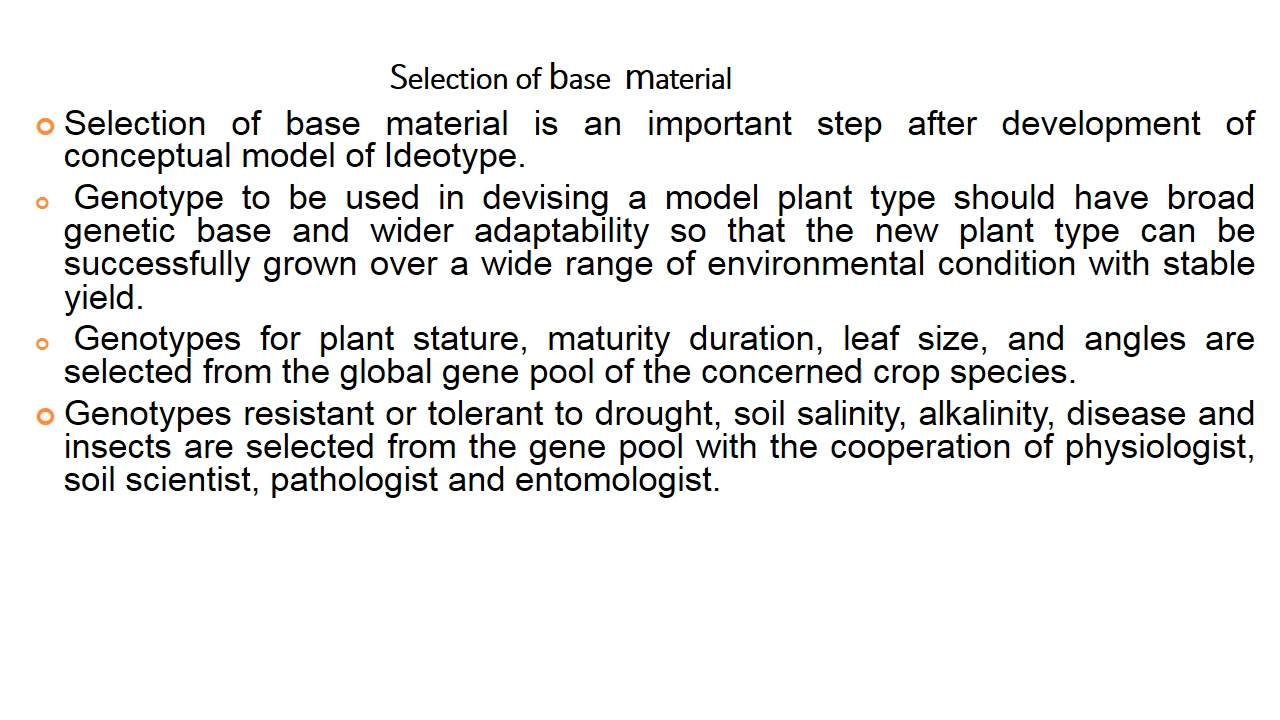 Selection of base material
Selection of base material is an important step after development of
conceptual model of Ideotype.
Genotype to be used in devising a model plant type should have broad
genetic base and wider adaptability so that the new plant type can be
successfully grown over a wide range of environmental condition with stable
yield.
Genotypes for plant stature, maturity duration, leaf size, and angles are
selected from the global gene pool of the concerned crop species.
Genotypes resistant or tolerant to drought, soil salinity, alkalinity, disease and
insects are selected from the gene pool with the cooperation of physiologist,
soil scientist, pathologist and entomologist.